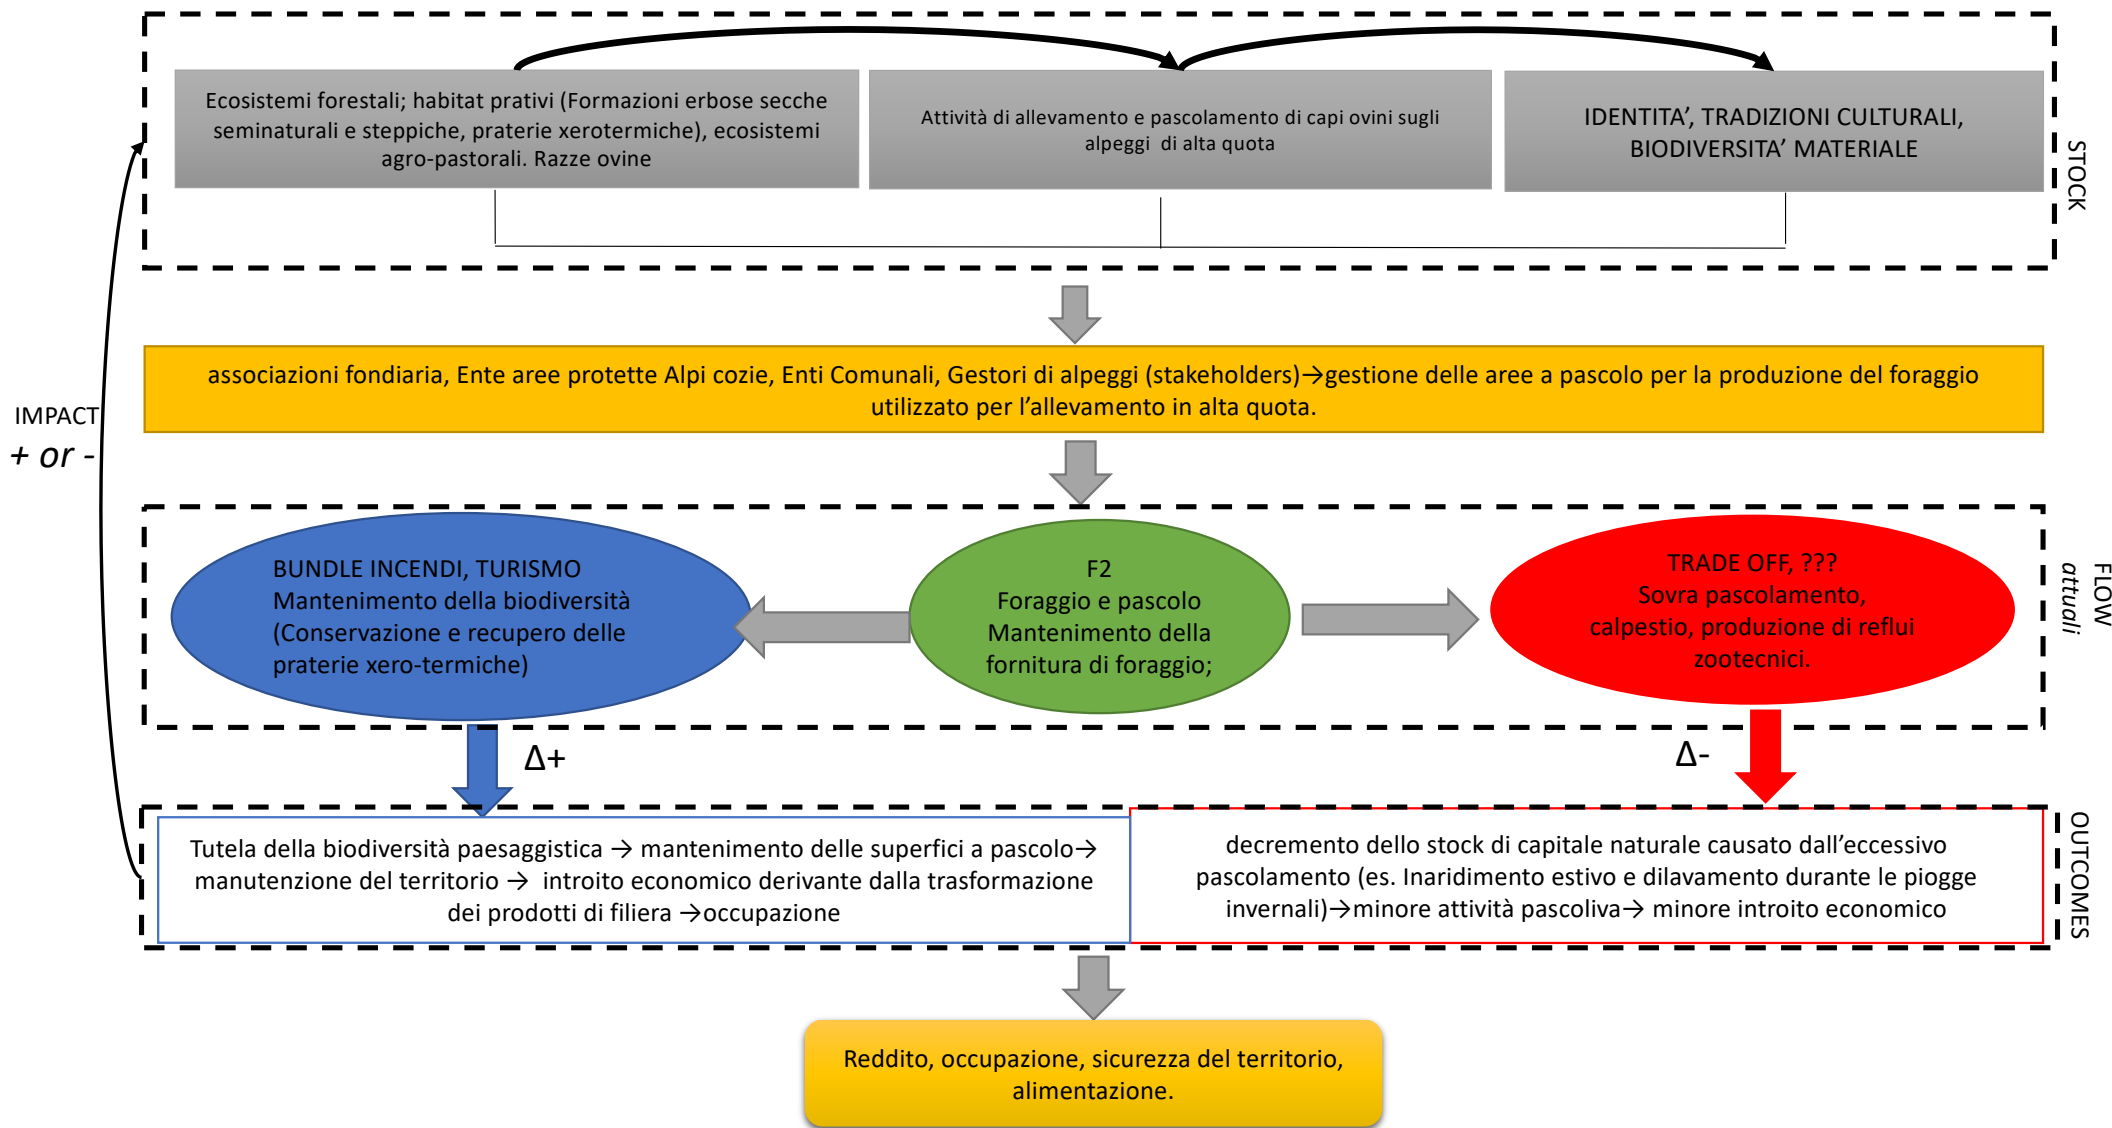 Ecosistemi forestali; habitat prativi (Formazioni erbose secche
seminaturali e steppiche, praterie xerotermiche), ecosistemi
agro-pastorali. Razze ovine
Attività di allevamento e pascolamento di capi ovini sugli
alpeggi di alta quota
IDENTITA’, TRADIZIONI CULTURALI,
BIODIVERSITA’ MATERIALE
STOCK
associazioni fondiaria, Ente aree protette Alpi cozie, Enti Comunali, Gestori di alpeggi (stakeholders)→gestione delle aree a pascolo per la produzione del foraggio
utilizzato per l’allevamento in alta quota.
IMPACT
+ or -
BUNDLE INCENDI, TURISMO
Mantenimento della biodiversità
(Conservazione e recupero delle
praterie xero-termiche)
F2
Foraggio e pascolo
Mantenimento della
fornitura di foraggio;
TRADE OFF, ???
Sovra pascolamento,
calpestio, produzione di reflui
zootecnici.
FLOW
attuali
Δ+
Δ-
Tutela della biodiversità paesaggistica → mantenimento delle superfici a pascolo→
manutenzione del territorio → introito economico derivante dalla trasformazione
dei prodotti di filiera →occupazione
decremento dello stock di capitale naturale causato dall’eccessivo
pascolamento (es. Inaridimento estivo e dilavamento durante le piogge
invernali)→minore attività pascoliva→ minore introito economico
OUTCOMES
Reddito, occupazione, sicurezza del territorio,
alimentazione.